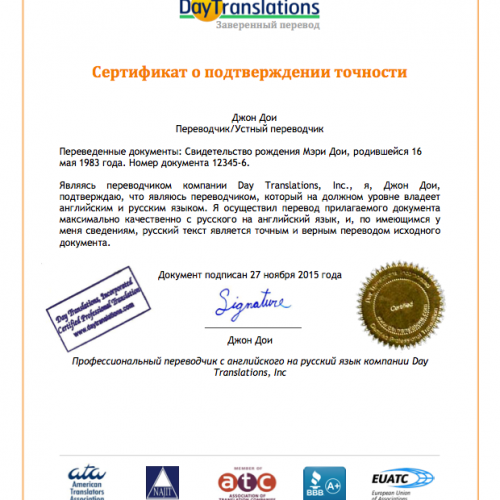 DayTranslations
Заверенный перевод
Сертификат о подтверждении точности
Джон Дои
Переводчик/Устный переводчик
Переведенные документы: Свидетельство рождения Мэри Дои, родившейся 16
мая 1983 года. Номер документа 12345-6.
Являясь переводчиком компании Day Translations, Inc., я, Джон Дои,
подтверждаю, что являюсь переводчиком, который на должном уровне владеет
английским и русским языком. Я осуществил перевод прилагаемого документа
максимально качественно с русского на английский язык, и, по имеющимся у
меня сведениям, русский текст является точным и верным переводом исходного
документа.
Документ подписан 27 ноября 2015 года
Day Translations, Incorporated
Certified Professional Translation
www.daytranslations.com
Signature
Certified
Джон Дои
Профессиональный переводчик с английского на русский язык компании Day
Translations, Inc
ata
American
Translators
Association
NAJIT
MEMBER OF
atc
ASSOCIATION OF
TRANSLATION COMPANIES
BBB
A+
EUATC
European Union
of Associations